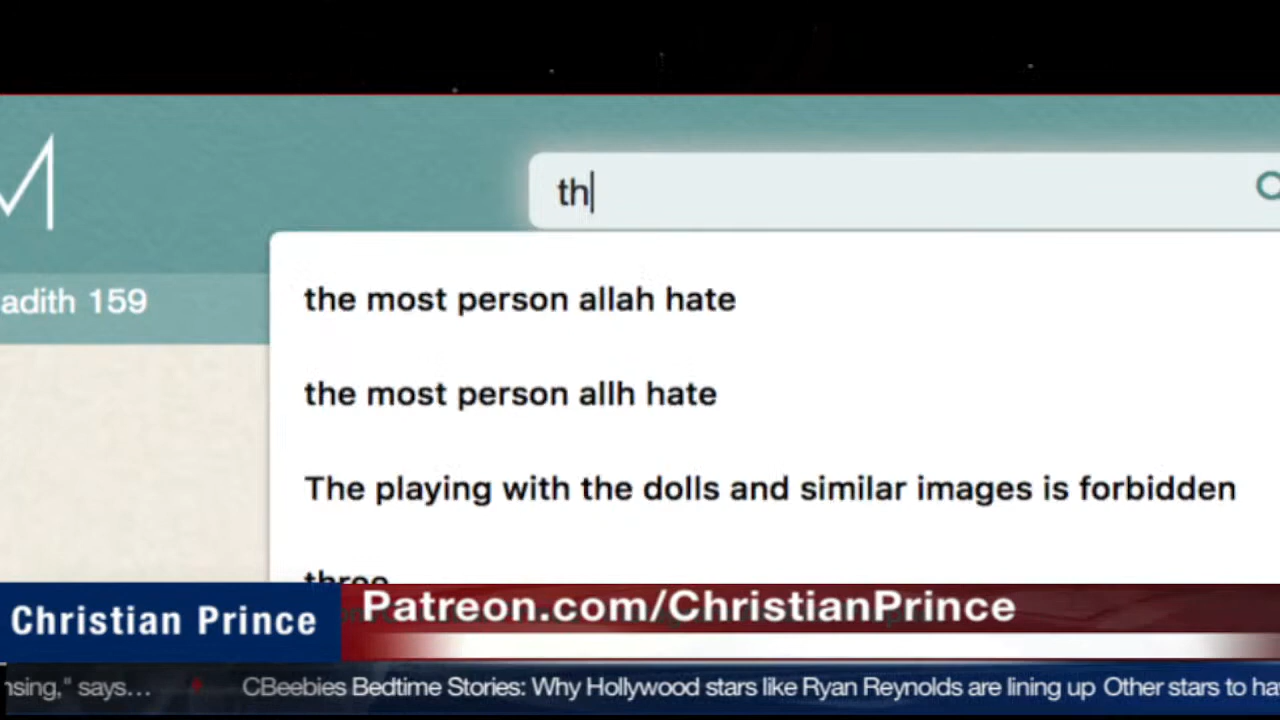 M
th
adith 159
the most person allah hate
the most person allh hate
The playing with the dolls and similar images is forbidden
three
Christian Prince
Patreon.com/ChristianPrince
nsing," says...
CBeebies Bedtime Stories: Why Hollywood stars like Ryan Reynolds are lining up Other stars to ha